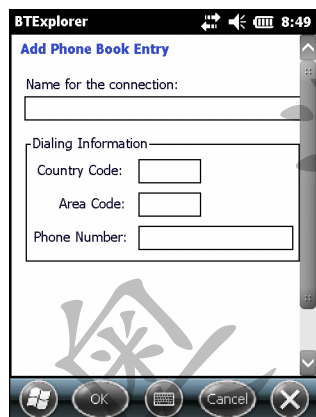 BTExplorer 8:49
Add Phone Book Entry
Name for the connection:
Dialing Information
Country Code:
Area Code:
Phone Number:
OK Cancel